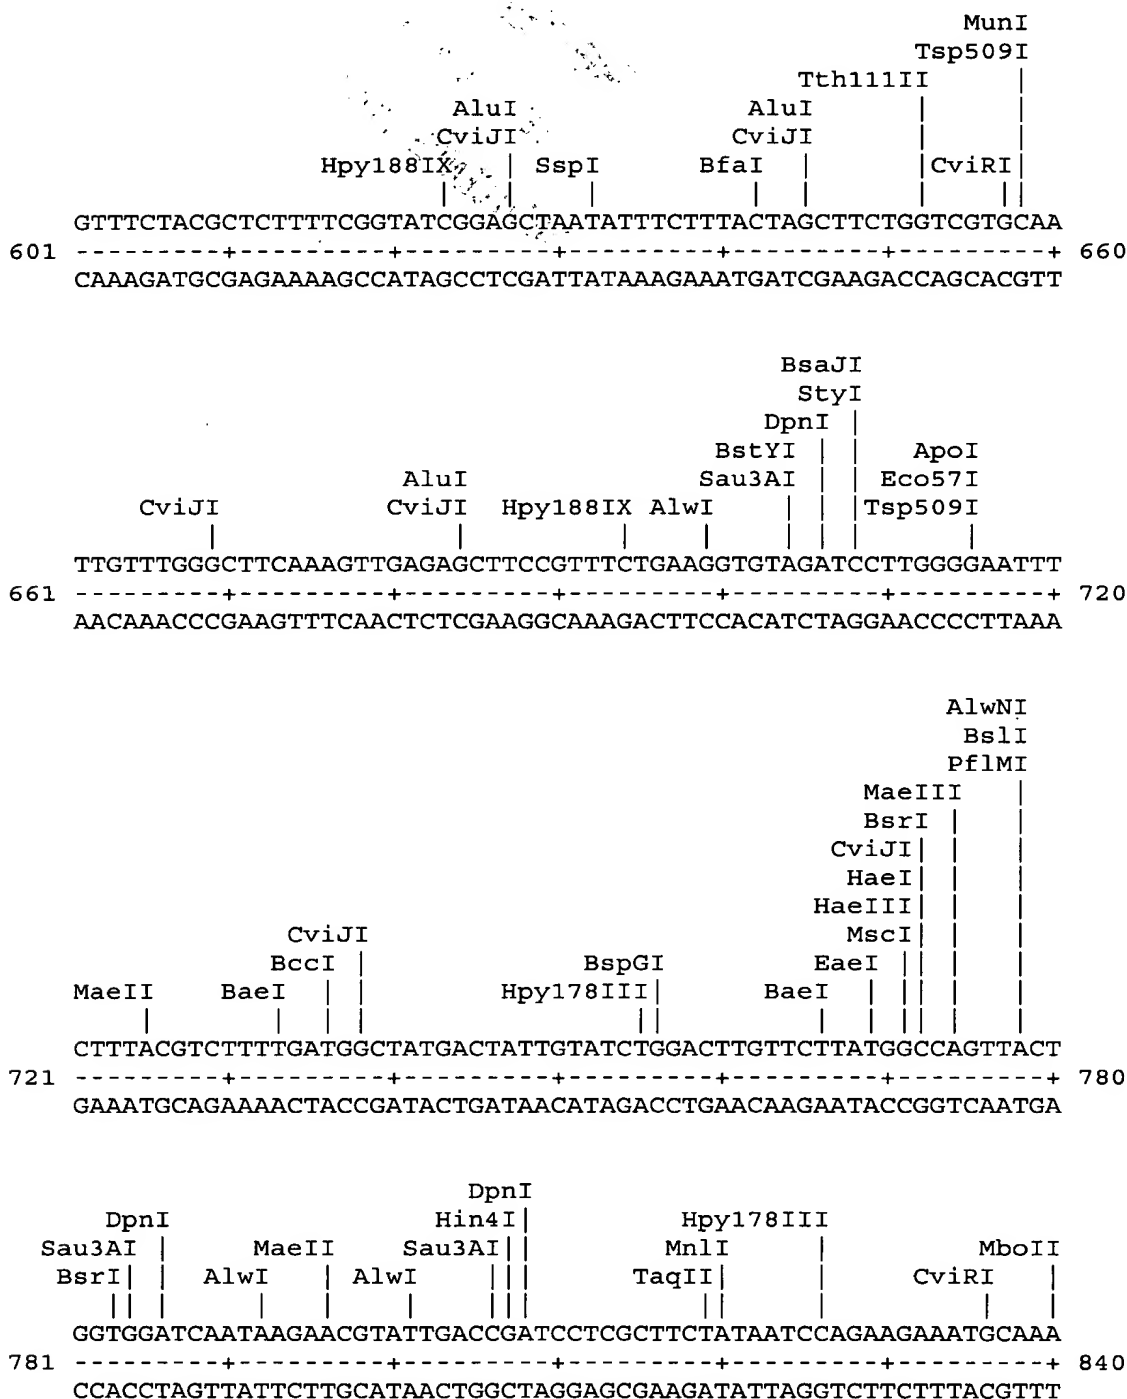 MunI
Tsp509I
Tth111II |
AluI AluI | |
CviJI CviJI | |
Hpy188IX | SspI BfaI | | CviRI |
| | | | | | | |
GTTTCTACGCTCTTTTCGGTATCGGAGCTAATATTTCTTTACTAGCTTCTGGTCGTGCAA
601 ---------+---------+---------+---------+---------+---------+ 660
CAAAGATGCGAGAAAAGCCATAGCCTCGATTATAAAGAAATGATCGAAGACCAGCACGTT
BsaJI
StyI
DpnI |
BstYI | | ApoI
AluI Sau3AI | | Eco57I
CviJI CviJI Hpy188IX AlwI | | |Tsp509I
| | | | | | | |
TTGTTTGGGCTTCAAAGTTGAGAGCTTCCGTTTCTGAAGGTGTAGATCCTTGGGGAATTT
661 ---------+---------+---------+---------+---------+---------+ 720
AACAAACCCGAAGTTTCAACTCTCGAAGGCAAAGACTTCCACATCTAGGAACCCCTTAAA
AlwNI
BslI
PflMI
MaeIII |
BsrI | |
CviJI| | |
HaeI| | |
HaeIII| | |
CviJI MscI| | |
BccI | BspGI EaeI || | |
MaeII BaeI | | Hpy178III| BaeI | || | |
| | | | || | | || | |
CTTTACGTCTTTTGATGGCTATGACTATTGTATCTGGACTTGTTCTTATGGCCAGTTACT
721 ---------+---------+---------+---------+---------+---------+ 780
GAAATGCAGAAAACTACCGATACTGATAACATAGACCTGAACAAGAATACCGGTCAATGA
DpnI
DpnI Hin4I| Hpy178III
Sau3AI | MaeII Sau3AI|| MnlI | MboII
BsrI| | AlwI | AlwI ||| TaqII| | CviRI |
|| | | | | ||| || | | |
GGTGGATCAATAAGAACGTATTGACCGATCCTCGCTTCTATAATCCAGAAGAAATGCAAA
781 ---------+---------+---------+---------+---------+---------+ 840
CCACCTAGTTATTCTTGCATAACTGGCTAGGAGCGAAGATATTAGGTCTTCTTTACGTTT